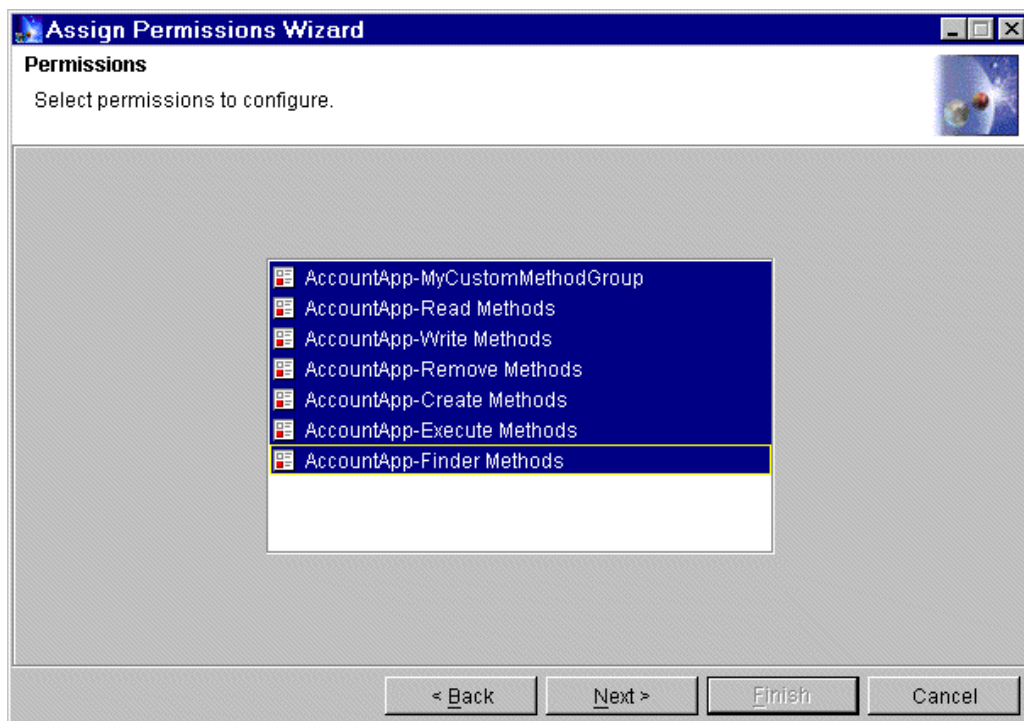 Assign Permissions Wizard
Permissions
Select permissions to configure.
AccountApp-MyCustomMethodGroup
AccountApp-Read Methods
AccountApp-Write Methods
AccountApp-Remove Methods
AccountApp-Create Methods
AccountApp-Execute Methods
AccountApp-Finder Methods
< Back Next > Finish Cancel